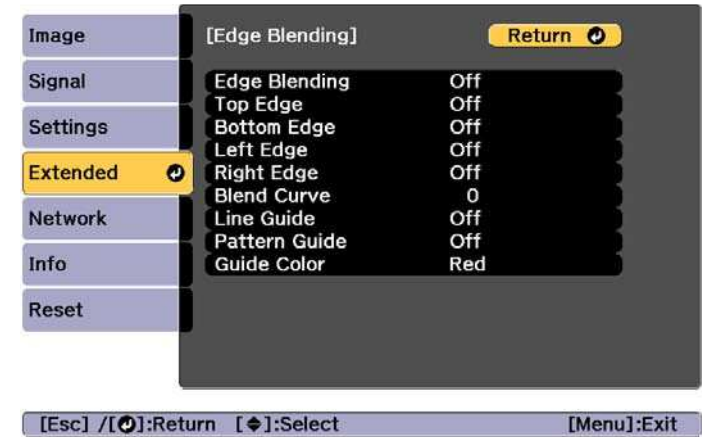 Image
Signal
Settings
Extended
Network
Info
Reset
[Edge Blending] Return
Edge Blending Off
Top Edge Off
Bottom Edge Off
Left Edge Off
Right Edge Off
Blend Curve 0
Line Guide Off
Pattern Guide Off
Guide Color Red
[Esc] /[⏎]:Return [◆]:Select [Menu]:Exit